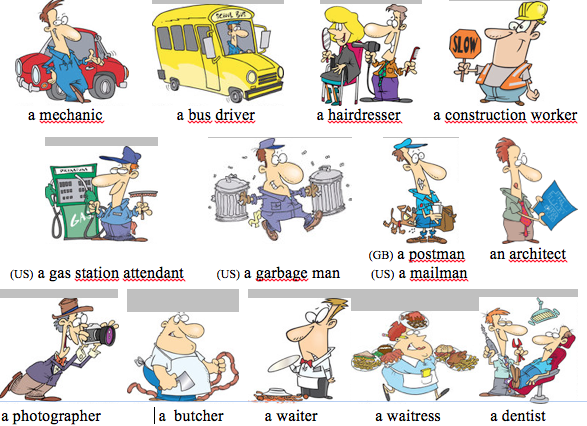 SCHOOL BUS
SLOW
a mechanic
a bus driver
a hairdresser
a construction worker
(GB) a postman
an architect
(US) a gas station attendant
(US) a garbage man
(US) a mailman
a photographer
a butcher
a waiter
a waitress
a dentist